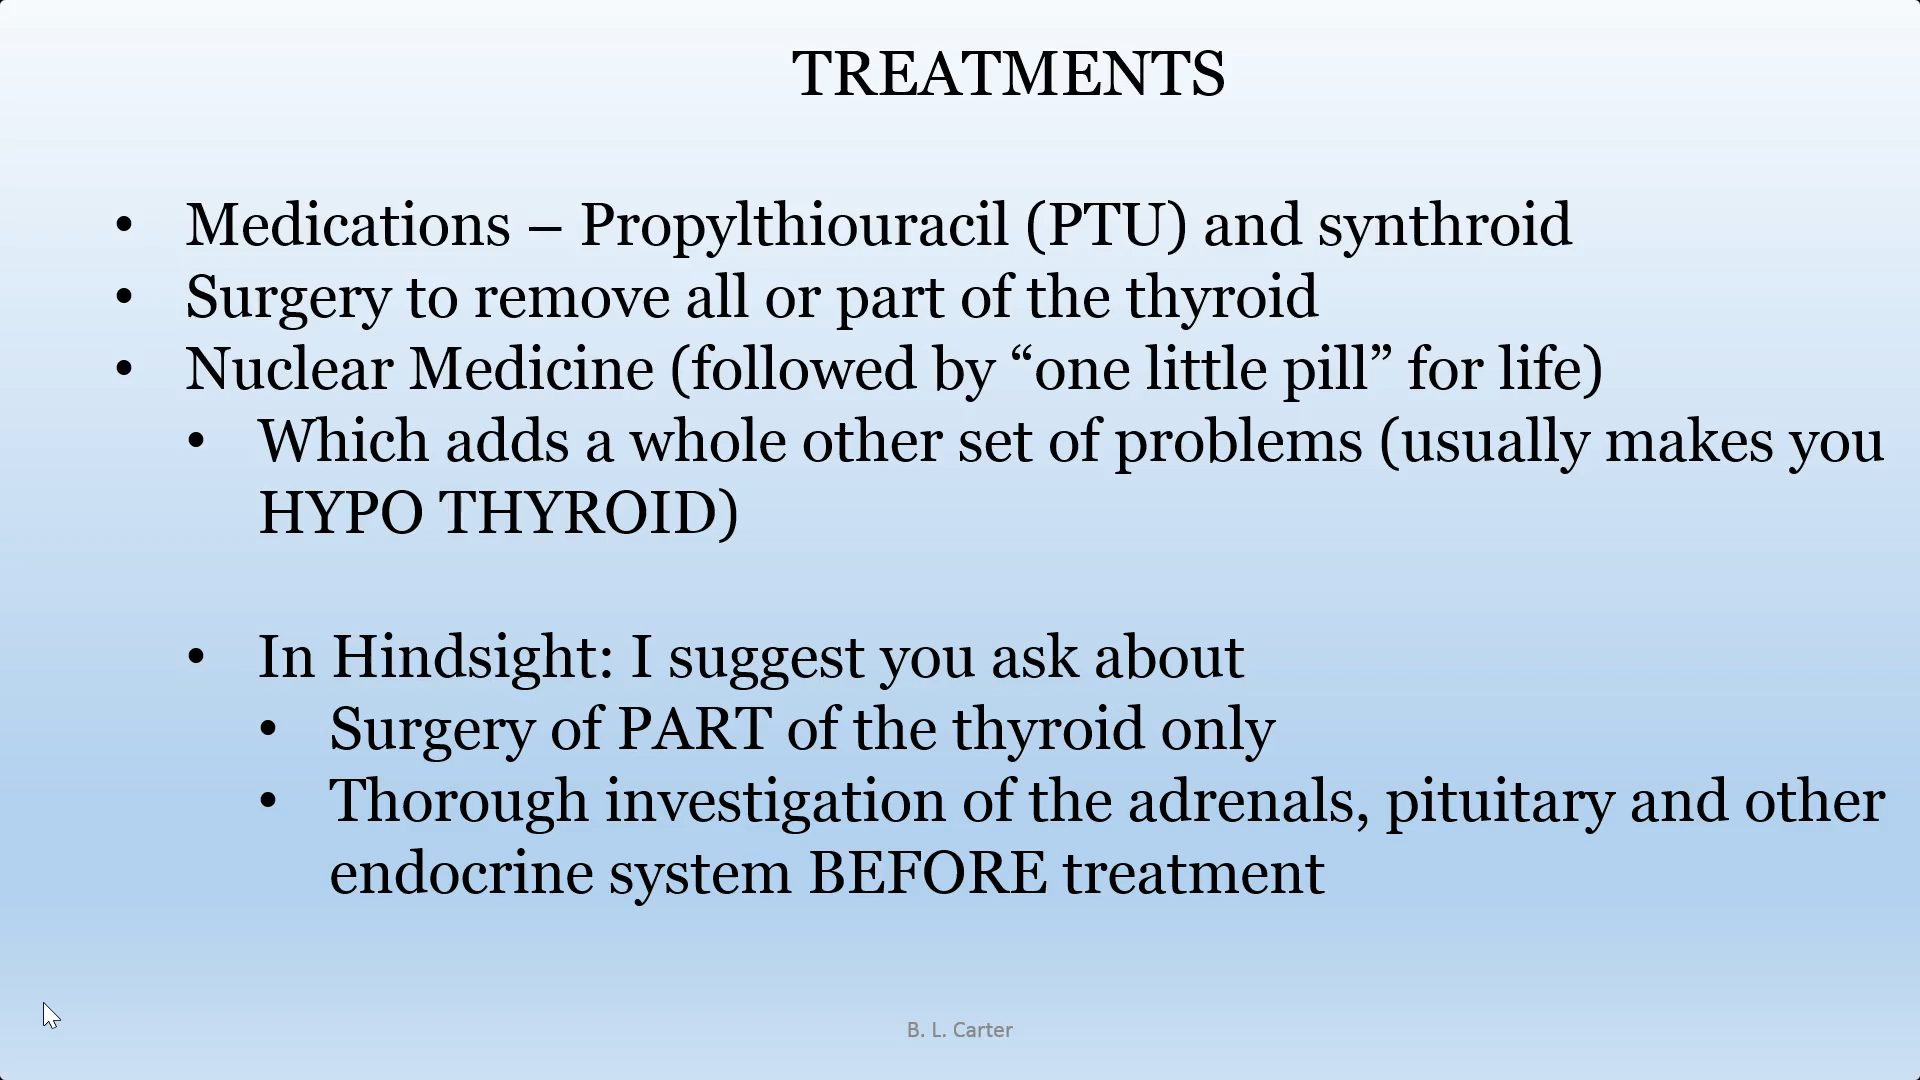 TREATMENTS
• Medications – Propylthiouracil (PTU) and synthroid
• Surgery to remove all or part of the thyroid
• Nuclear Medicine (followed by “one little pill” for life)
• Which adds a whole other set of problems (usually makes you
HYPO THYROID)
• In Hindsight: I suggest you ask about
• Surgery of PART of the thyroid only
• Thorough investigation of the adrenals, pituitary and other
endocrine system BEFORE treatment
B. L. Carter